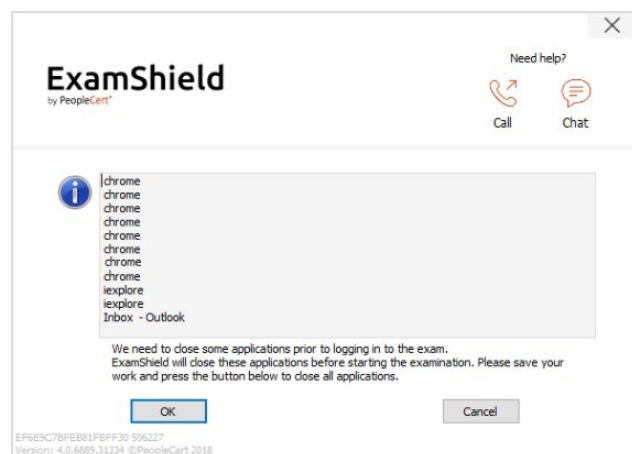 Need help?
ExamShield
by PeopleCert
Call
Chat
chrome
chrome
chrome
chrome
chrome
chrome
chrome
chrome
iexplore
iexplore
Inbox - Outlook
We need to close some applications prior to logging in to the exam.
ExamShield will close these applications before starting the examination. Please save your
work and press the button below to close all applications.
OK
Cancel
EF6E9C7BFEB81FBFF30 506227
Version: 4.0.6889.31334 ©PeopleCert 2018